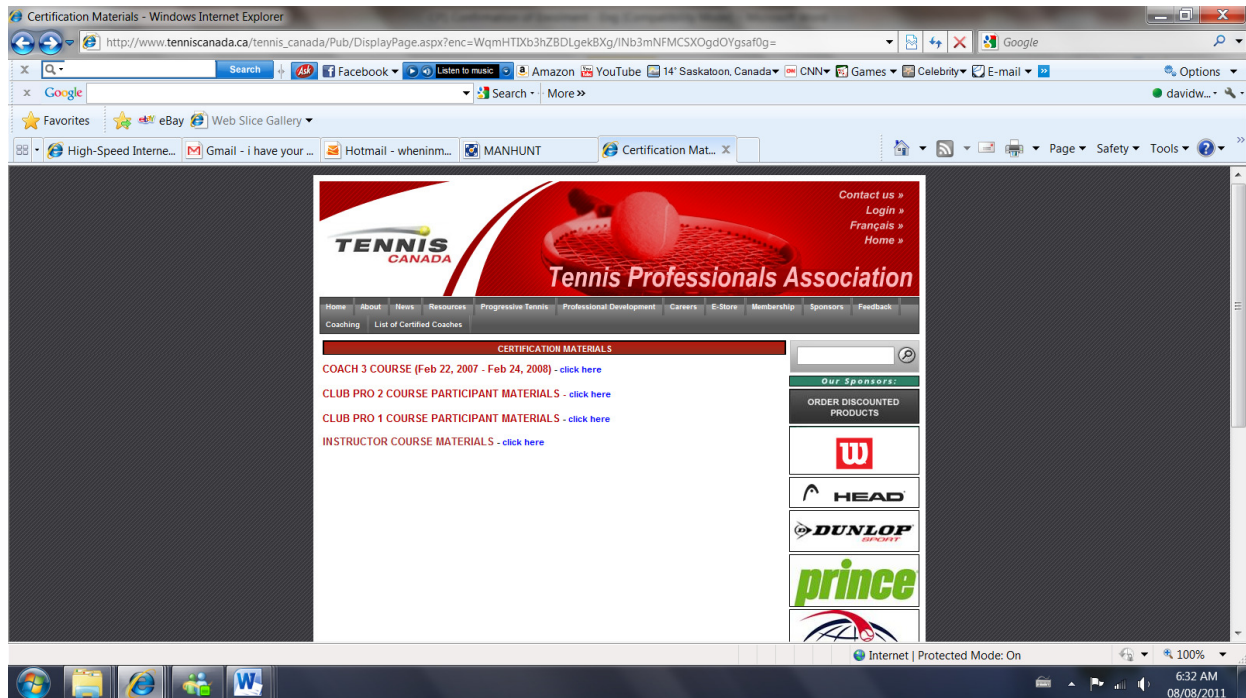 Certification Materials - Windows Internet Explorer
http://www.tenniscanada.ca/tennis_canada/Pub/DisplayPage.aspx?enc=WqmHTIXb3hZBDLgekBXg/INb3mNFMCSXOgdOYgsaf0g=
Google
X Search Ask Facebook Listen to music Amazon YouTube 14° Saskatoon, Canada CNN Games Celebrity E-mail Options
x Google Search More » davidw...
Favorites eBay Web Slice Gallery
High-Speed Interne... Gmail - i have your ... Hotmail - wheninm... MANHUNT Certification Mat... X Page Safety Tools
Contact us »
Login »
Français »
Home »
TENNIS
CANADA
Tennis Professionals Association
Home About News Resources Progressive Tennis Professional Development Careers E-Store Membership Sponsors Feedback
Coaching List of Certified Coaches
CERTIFICATION MATERIALS
COACH 3 COURSE (Feb 22, 2007 - Feb 24, 2008) - click here
CLUB PRO 2 COURSE PARTICIPANT MATERIALS - click here
CLUB PRO 1 COURSE PARTICIPANT MATERIALS - click here
INSTRUCTOR COURSE MATERIALS - click here
Our Sponsors:
ORDER DISCOUNTED
PRODUCTS
W
HEAD
DUNLOP
SPORT
prince
Internet | Protected Mode: On 100%
6:32 AM
08/08/2011